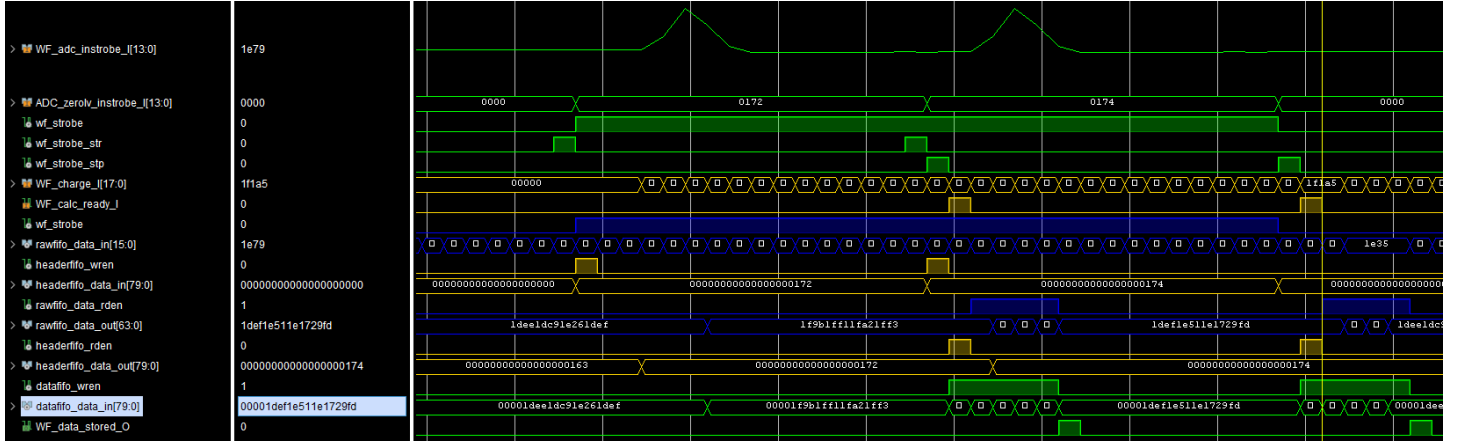 WF_adc_instrobe_I[13:0] 1e79
ADC_zerolv_instrobe_I[13:0] 0000 0000 0172 0174 0000
wf_strobe 0
wf_strobe_str 0
wf_strobe_stp 0
WF_charge_I[17:0] 1f1a5 00000 1f1a5
WF_calc_ready_I 0
wf_strobe 0
rawfifo_data_in[15:0] 1e79 1e35
headerfifo_wren 0
headerfifo_data_in[79:0] 00000000000000000000 00000000000000000000 00000000000000000172 00000000000000000174
rawfifo_data_rden 1
rawfifo_data_out[63:0] 1def1e511e1729fd 1dee1dc91e261def 1f9b1ff11fa21ff3 1def1e511e1729fd 1dee1dc9
headerfifo_rden 0
headerfifo_data_out[79:0] 00000000000000000174 00000000000000000163 00000000000000000172 00000000000000000174
datafifo_wren 1
datafifo_data_in[79:0] 00001def1e511e1729fd 00001dee1dc91e261def 00001f9b1ff11fa21ff3 00001def1e511e1729fd 00001dee
WF_data_stored_O 0